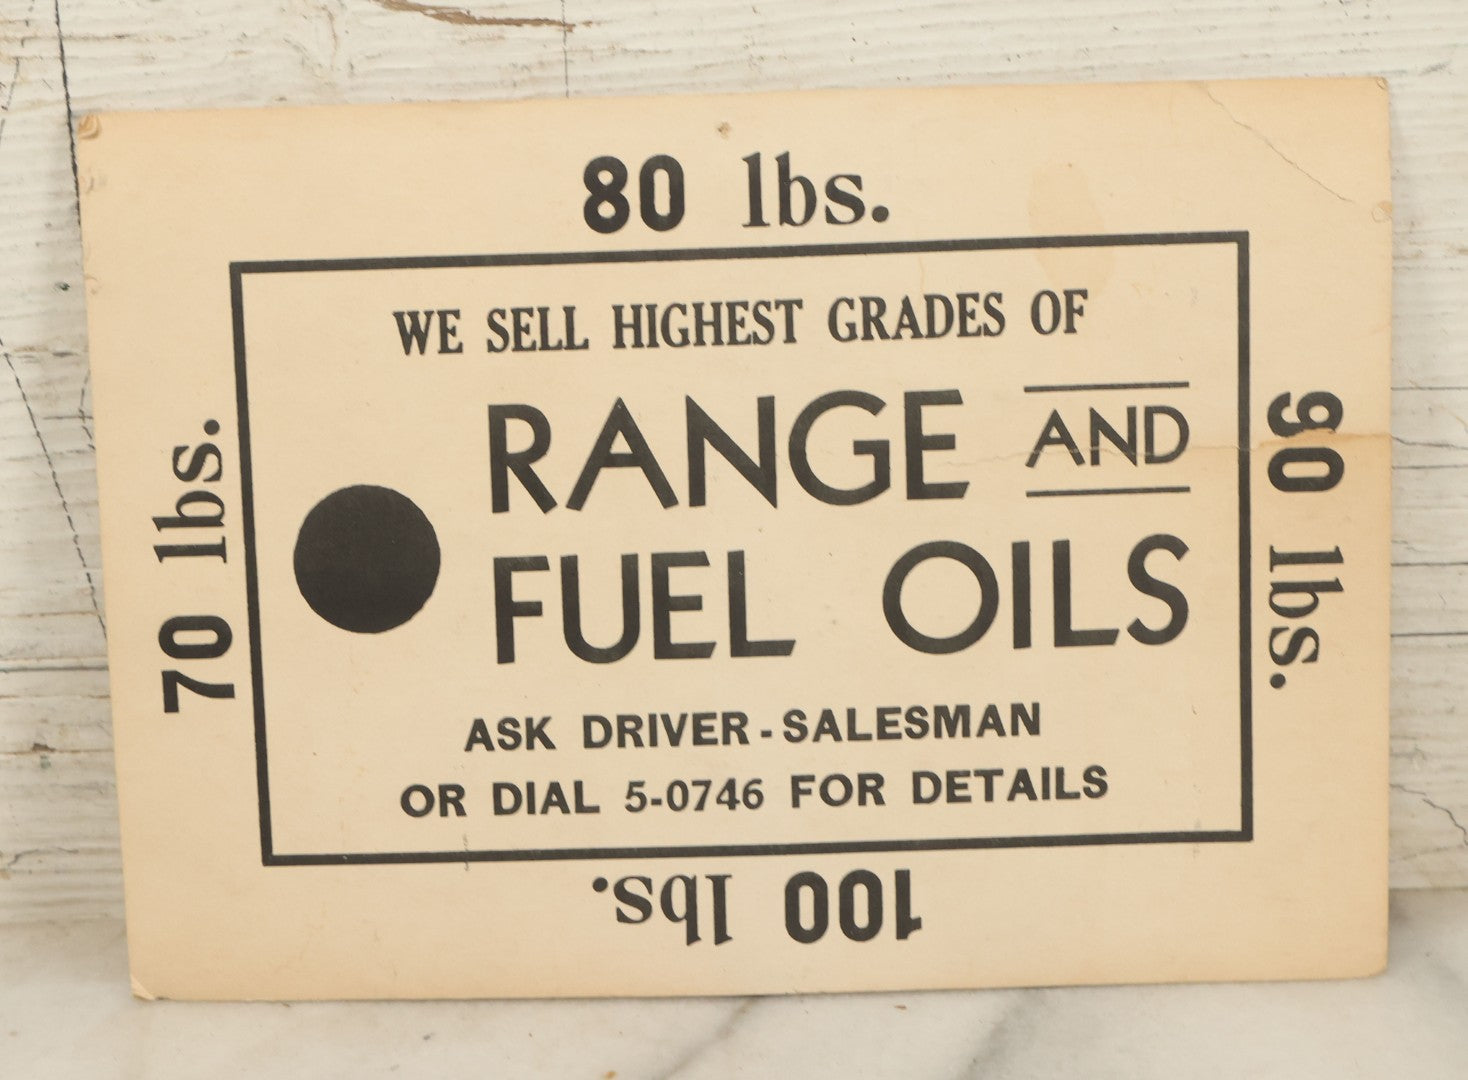 80 lbs.
WE SELL HIGHEST GRADES OF
RANGE AND
FUEL OILS
ASK DRIVER-SALESMAN
OR DIAL 5-0746 FOR DETAILS
70 lbs.
90 lbs.
100 lbs.